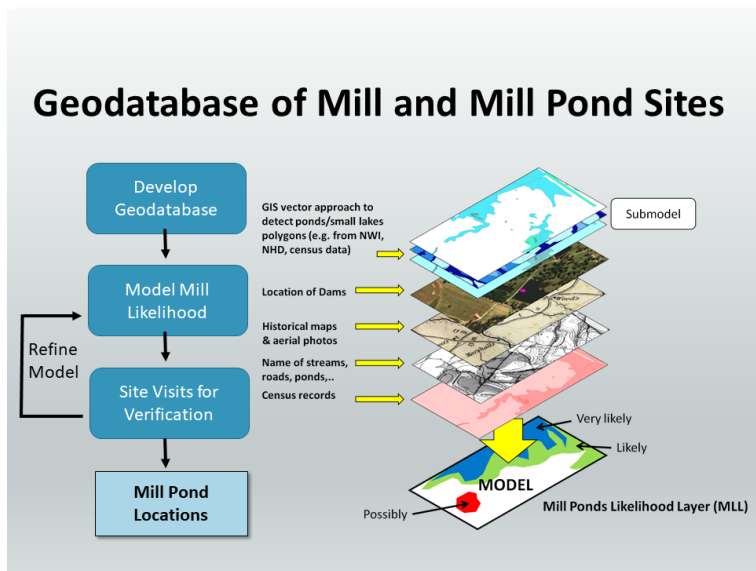 Geodatabase of Mill and Mill Pond Sites
Develop
Geodatabase
Model Mill
Likelihood
Refine
Model
Site Visits for
Verification
Mill Pond
Locations
GIS vector approach to
detect ponds/small lakes
polygons (e.g. from NWI,
NHD, census data)
Location of Dams
Historical maps
& aerial photos
Name of streams,
roads, ponds,..
Census records
Submodel
Very likely
Likely
MODEL
Possibly
Mill Ponds Likelihood Layer (MLL)